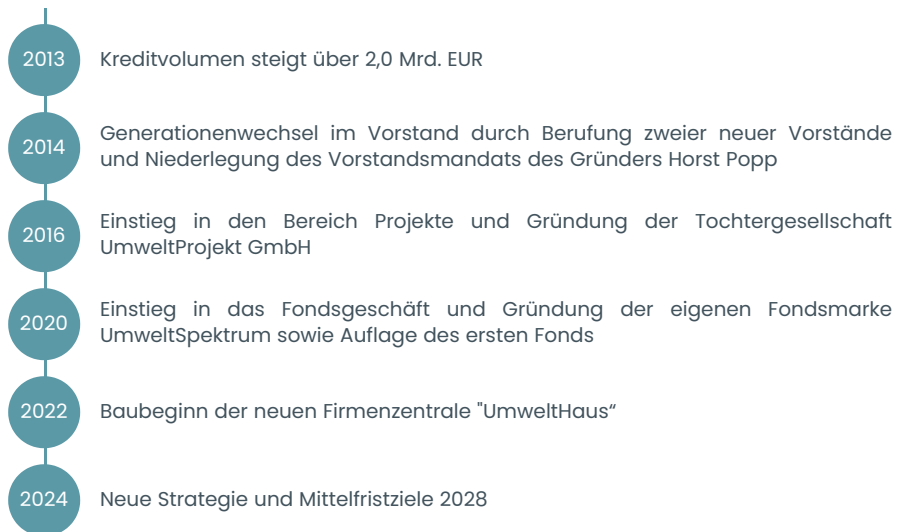 2013
Kreditvolumen steigt über 2,0 Mrd. EUR
2014
Generationenwechsel im Vorstand durch Berufung zweier neuer Vorstände
und Niederlegung des Vorstandsmandats des Gründers Horst Popp
2016
Einstieg in den Bereich Projekte und Gründung der Tochtergesellschaft
UmweltProjekt GmbH
2020
Einstieg in das Fondsgeschäft und Gründung der eigenen Fondsmarke
UmweltSpektrum sowie Auflage des ersten Fonds
2022
Baubeginn der neuen Firmenzentrale "UmweltHaus“
2024
Neue Strategie und Mittelfristziele 2028